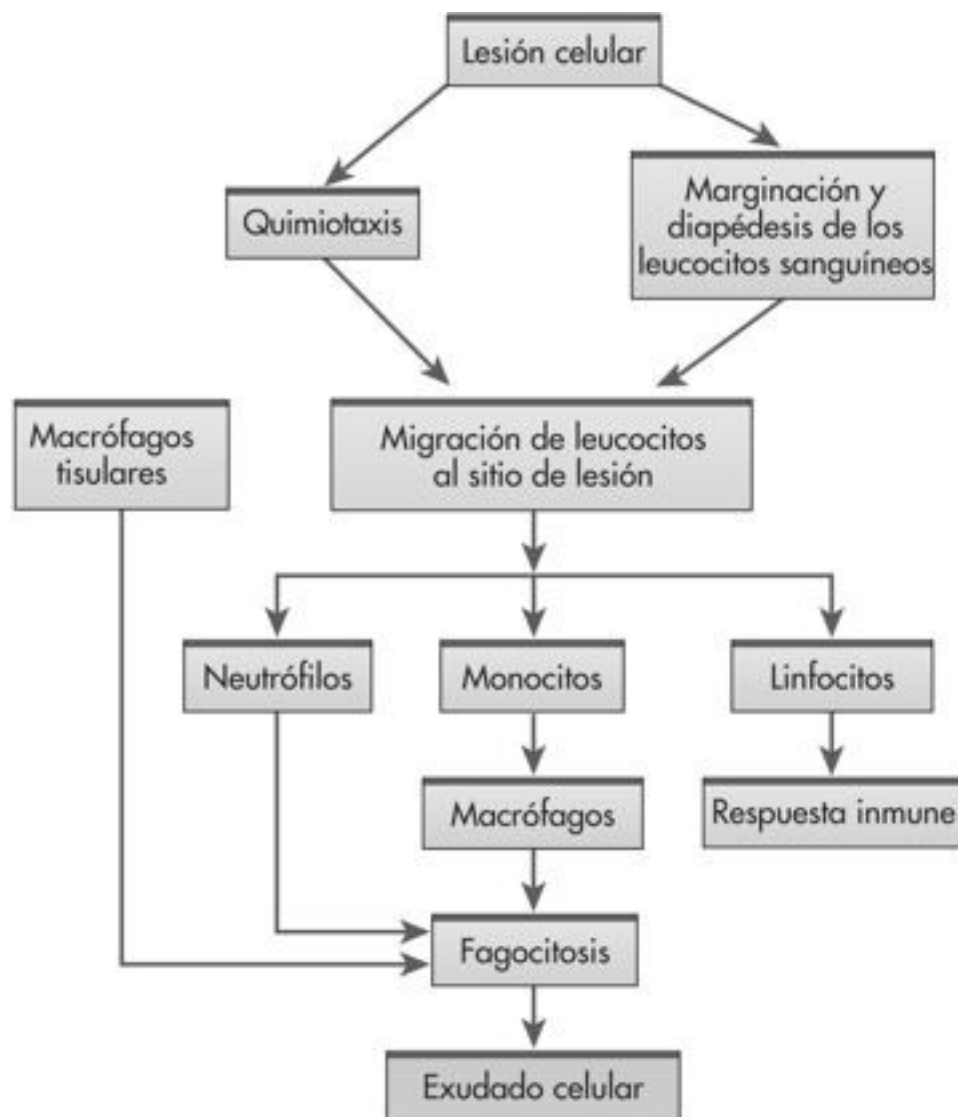 Lesión celular
Quimiotaxis
Marginación y
diapédesis de los
leucocitos sanguíneos
Macrófagos
tisulares
Migración de leucocitos
al sitio de lesión
Neutrófilos
Monocitos
Linfocitos
Macrófagos
Respuesta inmune
Fagocitosis
Exudado celular